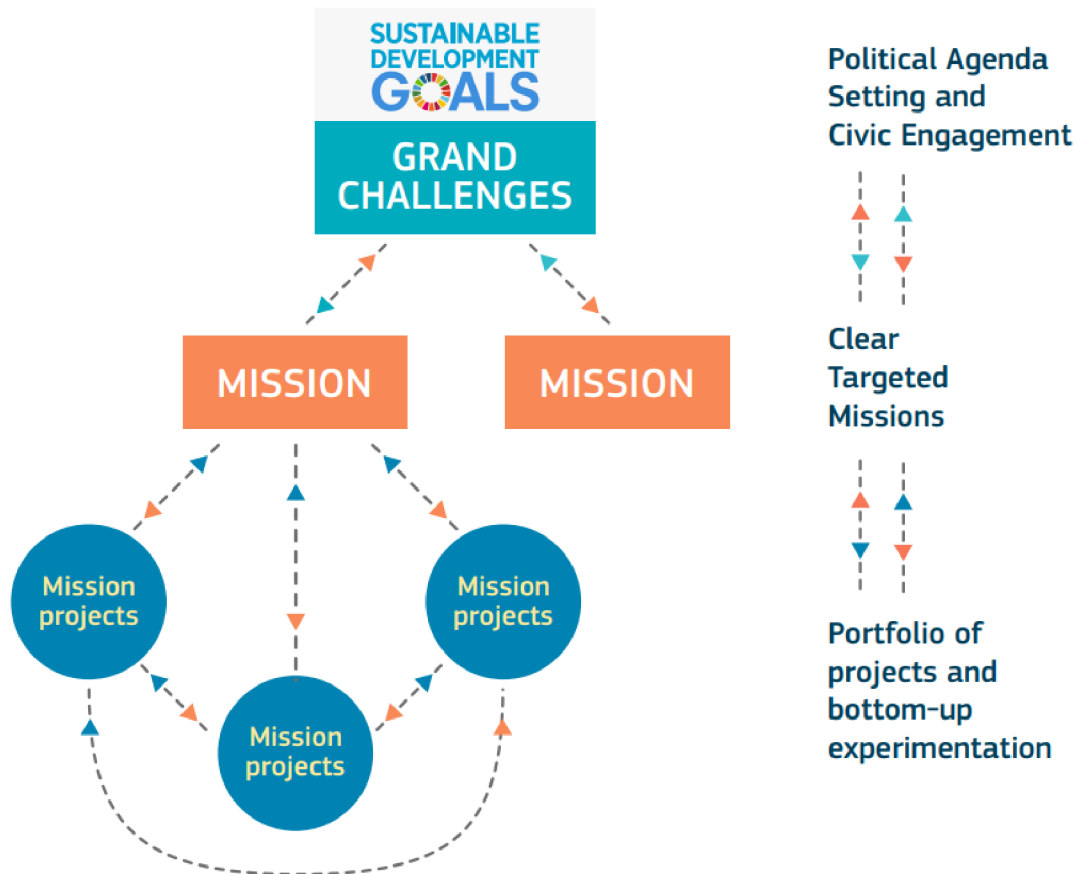 SUSTAINABLE
DEVELOPMENT
GOALS
GRAND
CHALLENGES
MISSION
MISSION
Mission
projects
Mission
projects
Mission
projects
Political Agenda
Setting and
Civic Engagement
Clear
Targeted
Missions
Portfolio of
projects and
bottom-up
experimentation